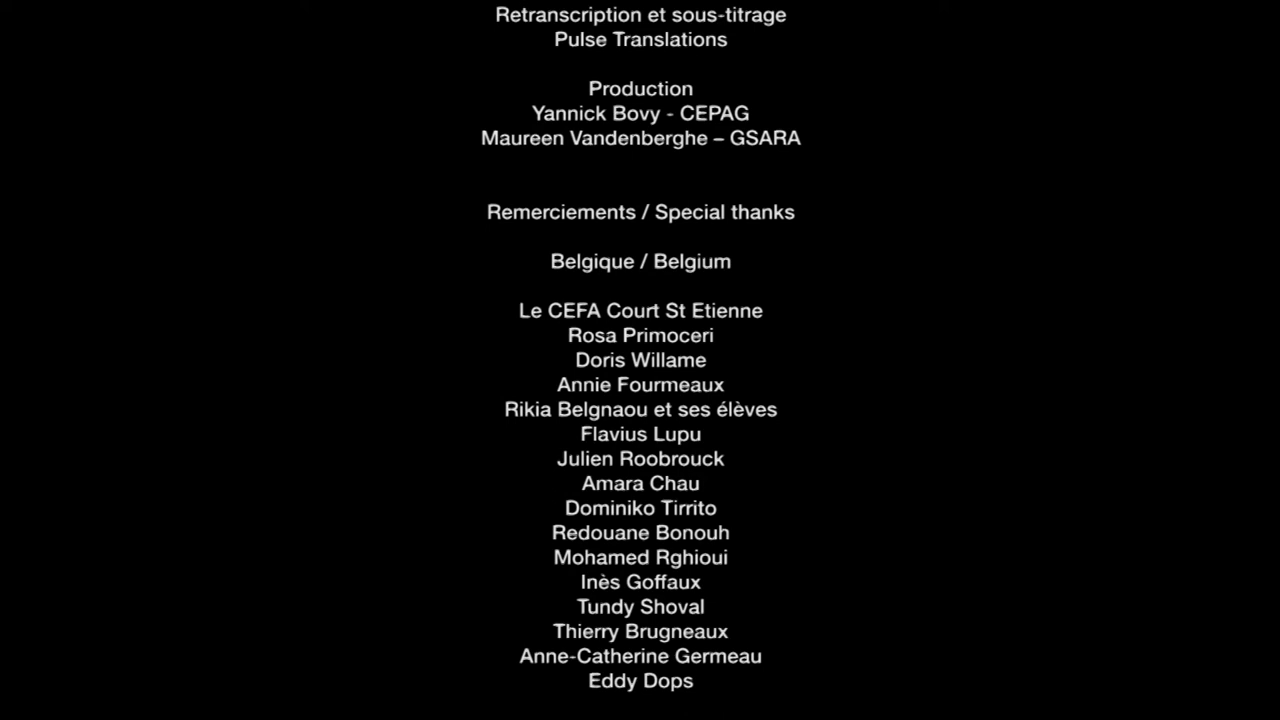 Retranscription et sous-titrage
Pulse Translations
Production
Yannick Bovy - CEPAG
Maureen Vandenberghe – GSARA
Remerciements / Special thanks
Belgique / Belgium
Le CEFA Court St Etienne
Rosa Primoceri
Doris Willame
Annie Fourmeaux
Rikia Belgnaou et ses élèves
Flavius Lupu
Julien Roobrouck
Amara Chau
Dominiko Tirrito
Redouane Bonouh
Mohamed Rghioui
Inès Goffaux
Tundy Shoval
Thierry Brugneaux
Anne-Catherine Germeau
Eddy Dops